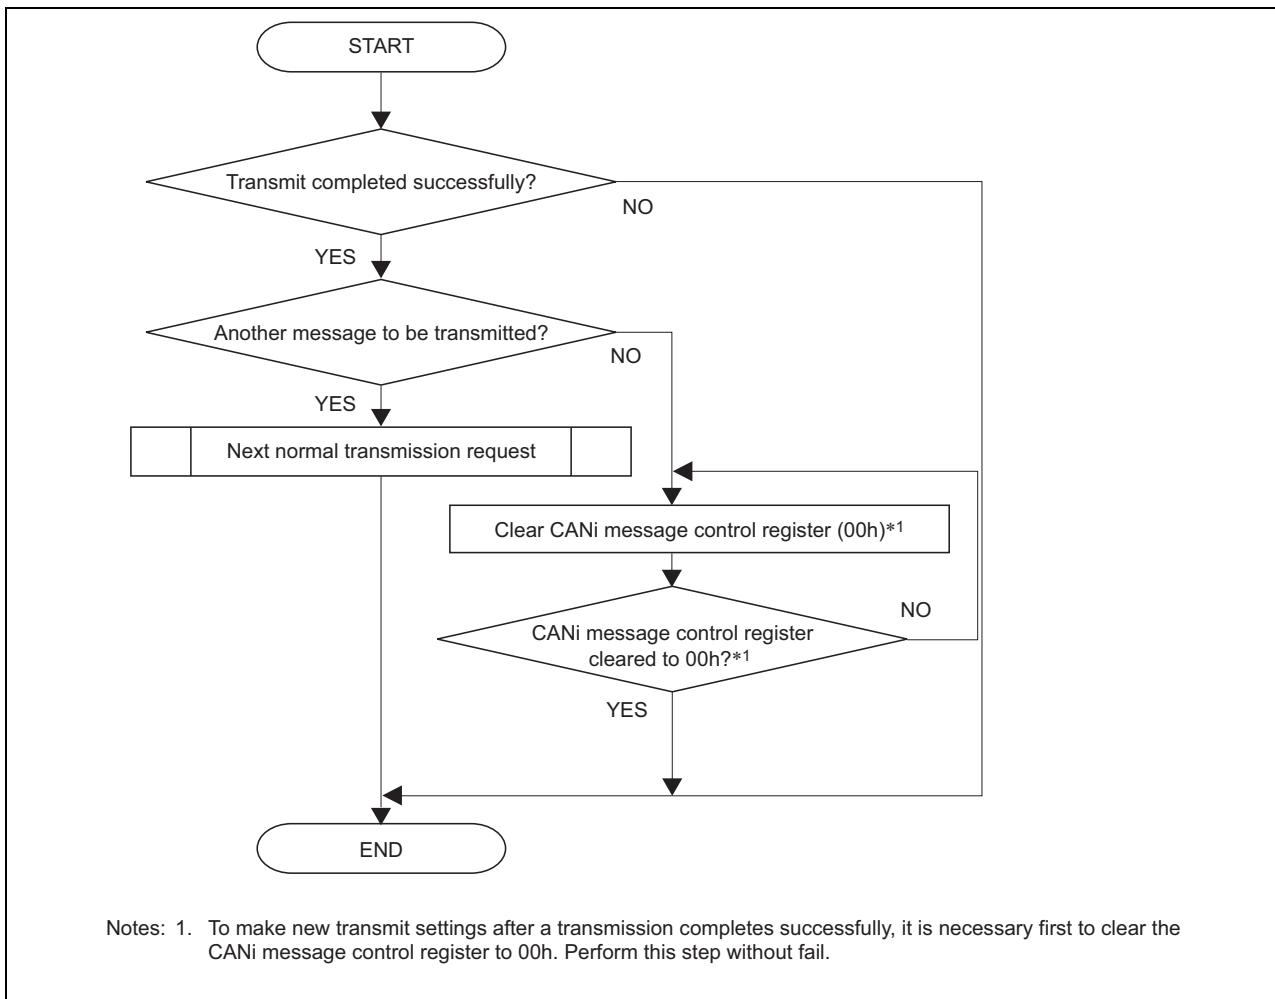 START
Transmit completed successfully?
NO
YES
Another message to be transmitted?
NO
YES
Next normal transmission request
Clear CANi message control register (00h)*1
NO
CANi message control register
cleared to 00h?*1
YES
END
Notes: 1. To make new transmit settings after a transmission completes successfully, it is necessary first to clear the
CANi message control register to 00h. Perform this step without fail.